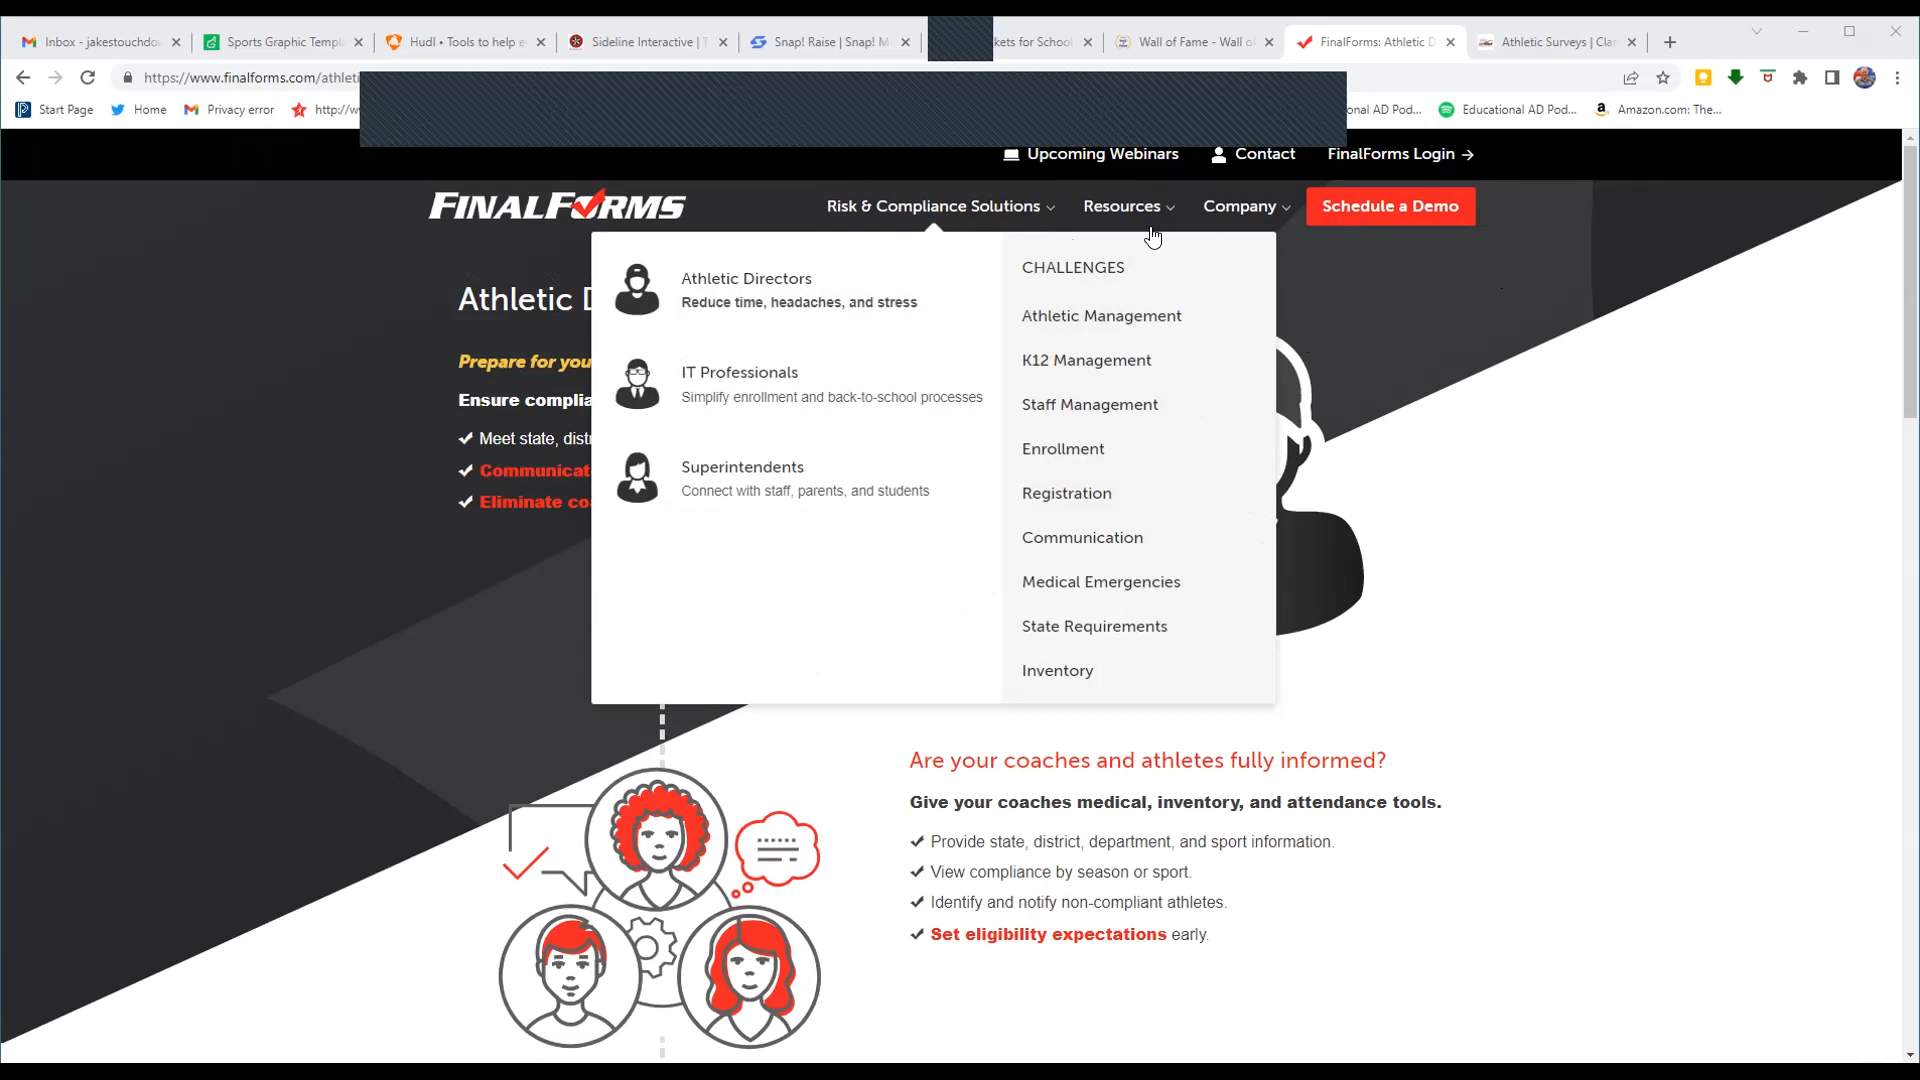 Inbox - jakestouchdo
Sports Graphic Templ
Hudl • Tools to help e
Sideline Interactive | T
Snap! Raise | Snap! M
kets for School
Wall of Fame - Wall o
FinalForms: Athletic D
Athletic Surveys | Cla
https://www.finalforms.com/athleti
Start Page
Home
Privacy error
http://w
onal AD Pod...
Educational AD Pod...
Amazon.com: The...
Upcoming Webinars
Contact
FinalForms Login
FINALFORMS
Risk & Compliance Solutions
Resources
Company
Schedule a Demo
Athletic D
Prepare for you
Ensure complia
Meet state, dist
Communicat
Eliminate co
Athletic Directors
Reduce time, headaches, and stress
IT Professionals
Simplify enrollment and back-to-school processes
Superintendents
Connect with staff, parents, and students
CHALLENGES
Athletic Management
K12 Management
Staff Management
Enrollment
Registration
Communication
Medical Emergencies
State Requirements
Inventory
Are your coaches and athletes fully informed?
Give your coaches medical, inventory, and attendance tools.
Provide state, district, department, and sport information.
View compliance by season or sport.
Identify and notify non-compliant athletes.
Set eligibility expectations early.